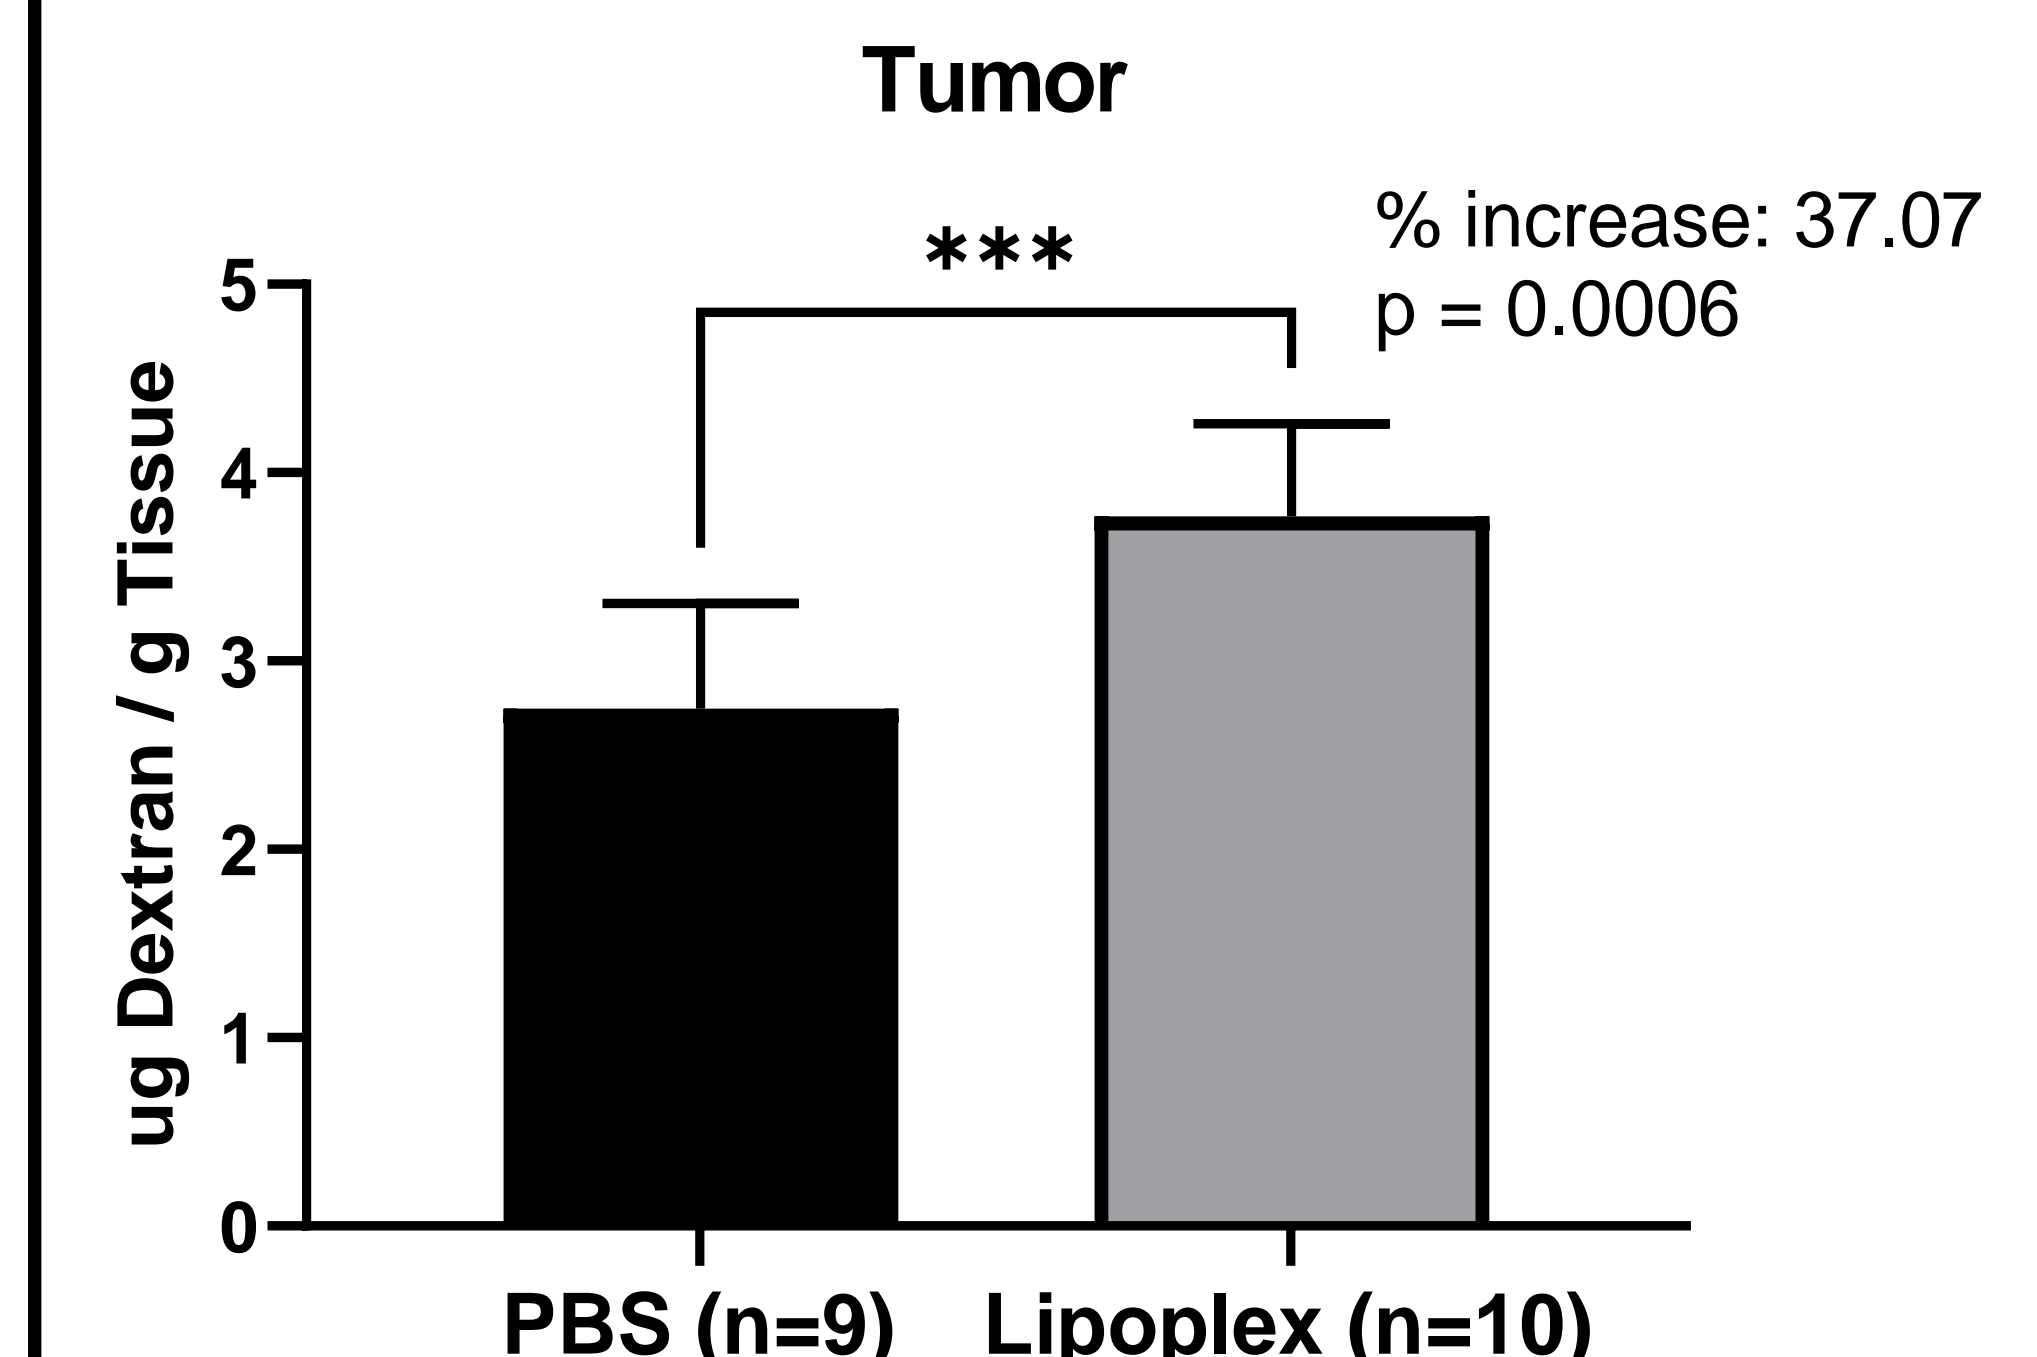 Tumor
***
% increase: 37.07
p = 0.0006
ug Dextran / g Tissue
5
4
3
2
1
0
PBS (n=9)
Lipoplex (n=10)